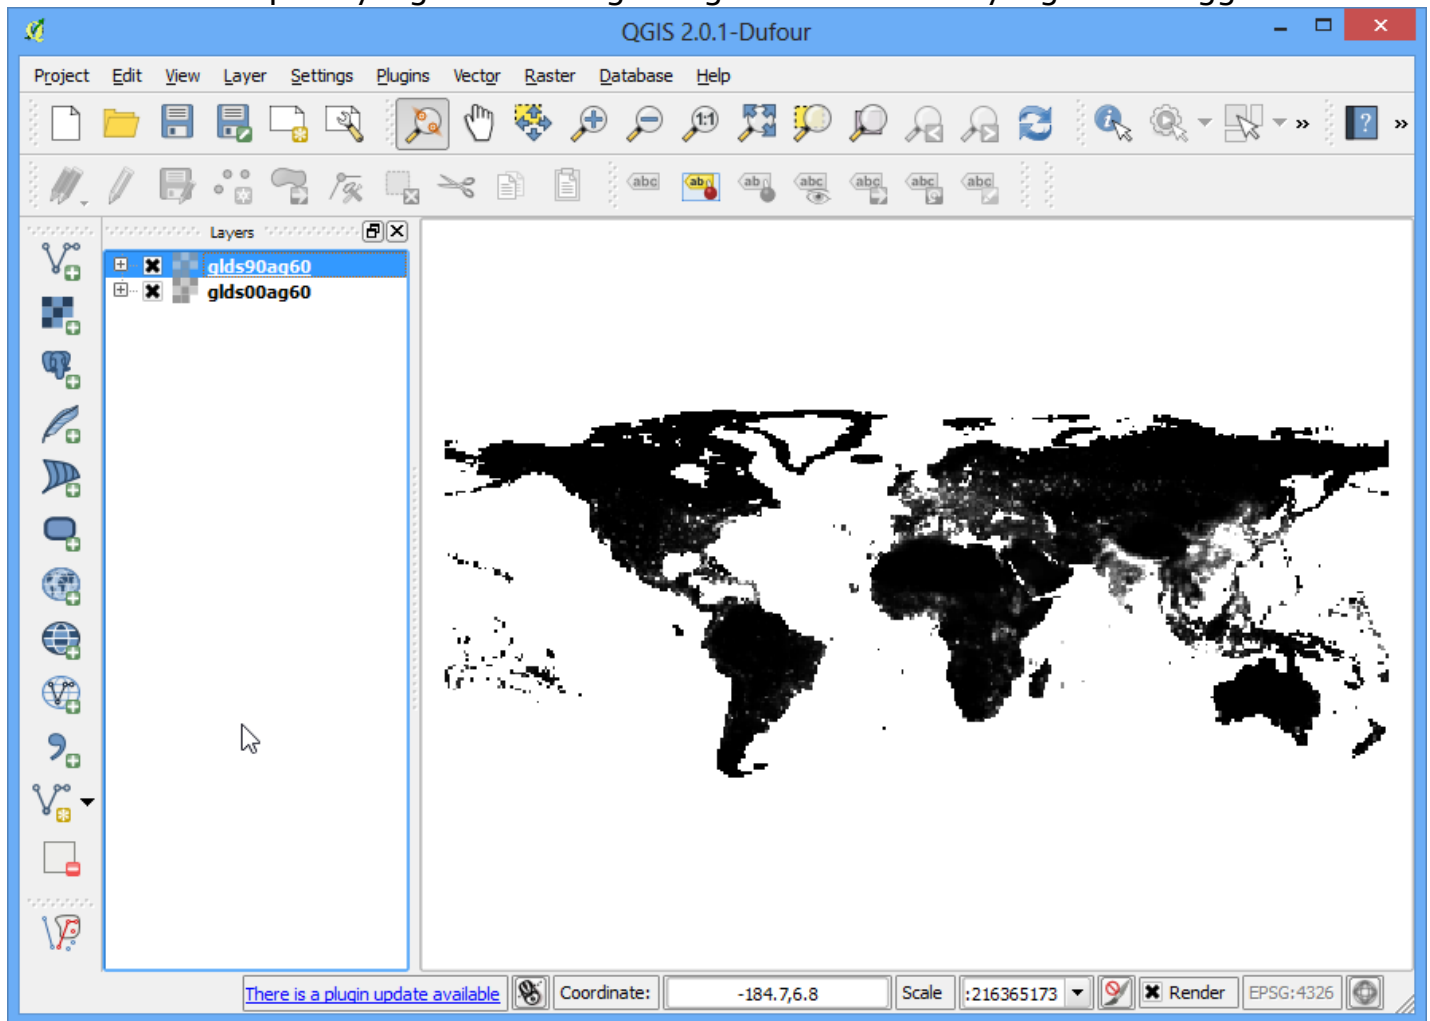 QGIS 2.0.1-Dufour
Project Edit View Layer Settings Plugins Vector Raster Database Help
1:1
abc ab ab abc abc abc abc
Layers
glds90ag60
glds00ag60
There is a plugin update available Coordinate: -184.7,6.8 Scale :216365173 Render EPSG:4326